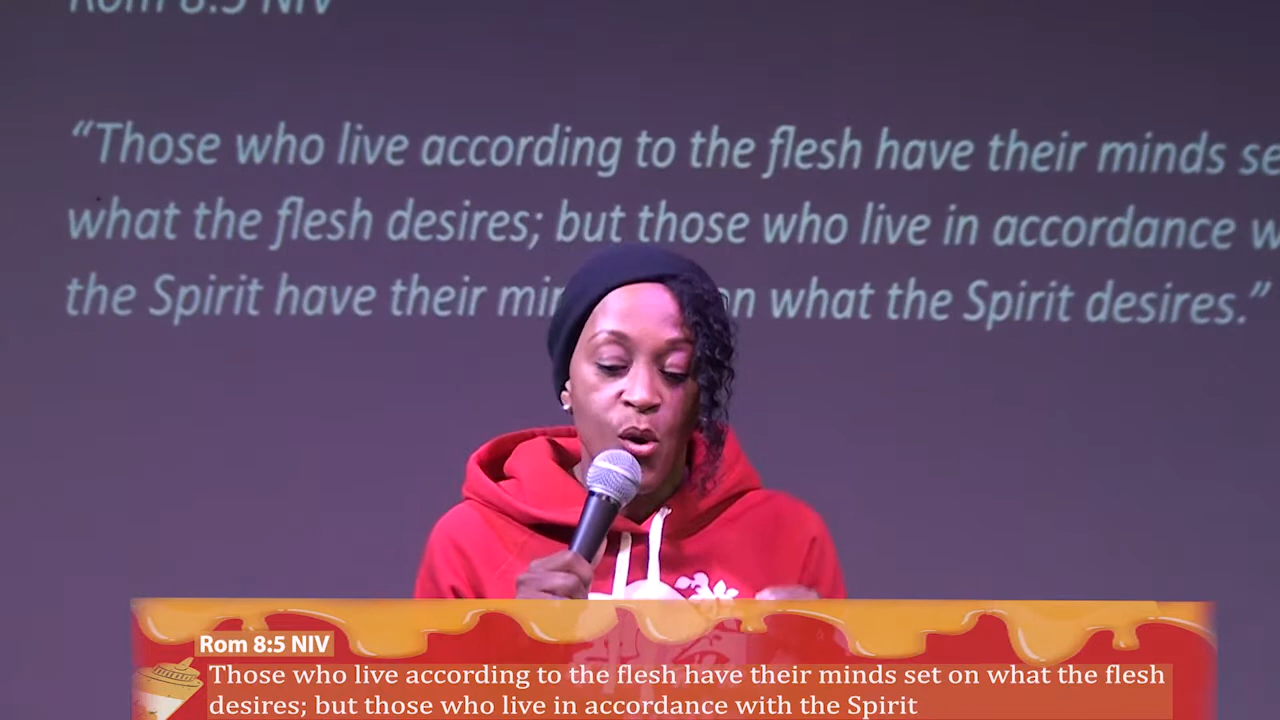 Rom 8:5 NIV
“Those who live according to the flesh have their minds se
what the flesh desires; but those who live in accordance w
the Spirit have their on what the Spirit desires.”
Rom 8:5 NIV
Those who live according to the flesh have their minds set on what the flesh
desires; but those who live in accordance with the Spirit